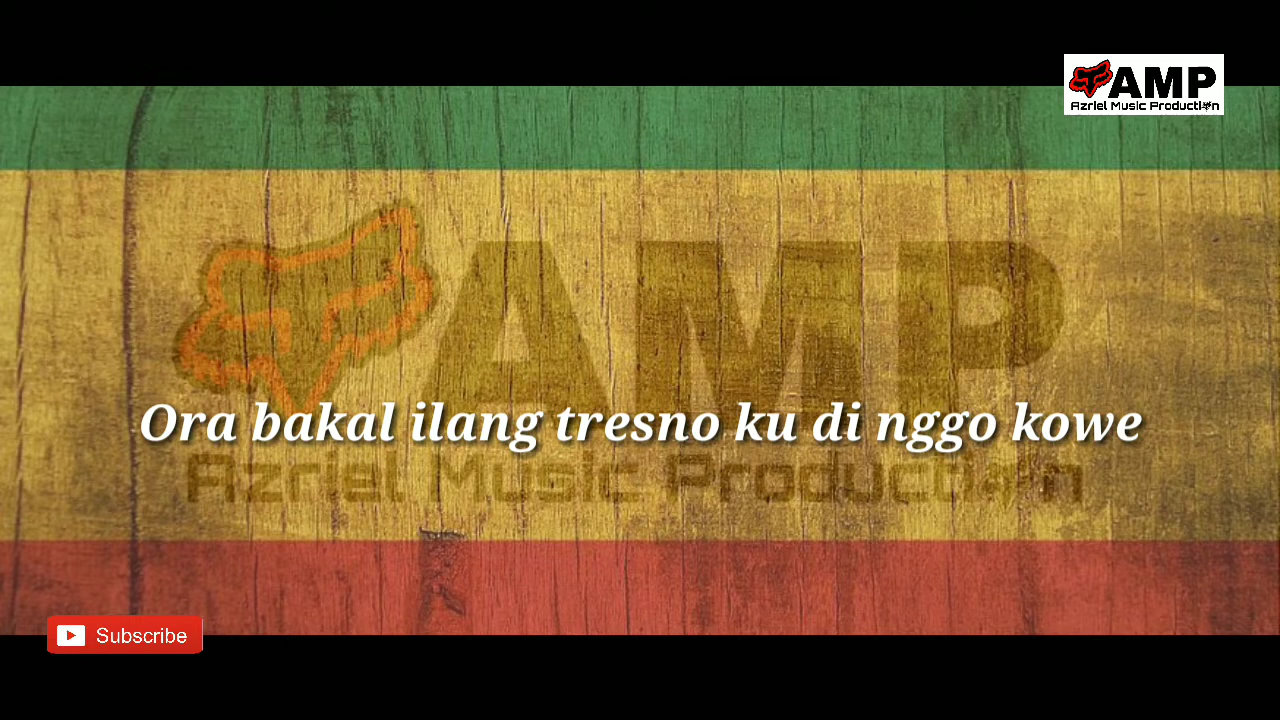 AMP
Azriel Music Production
AMP
Ora bakal ilang tresno ku di nggo kowe
Azriel Music Production
Subscribe